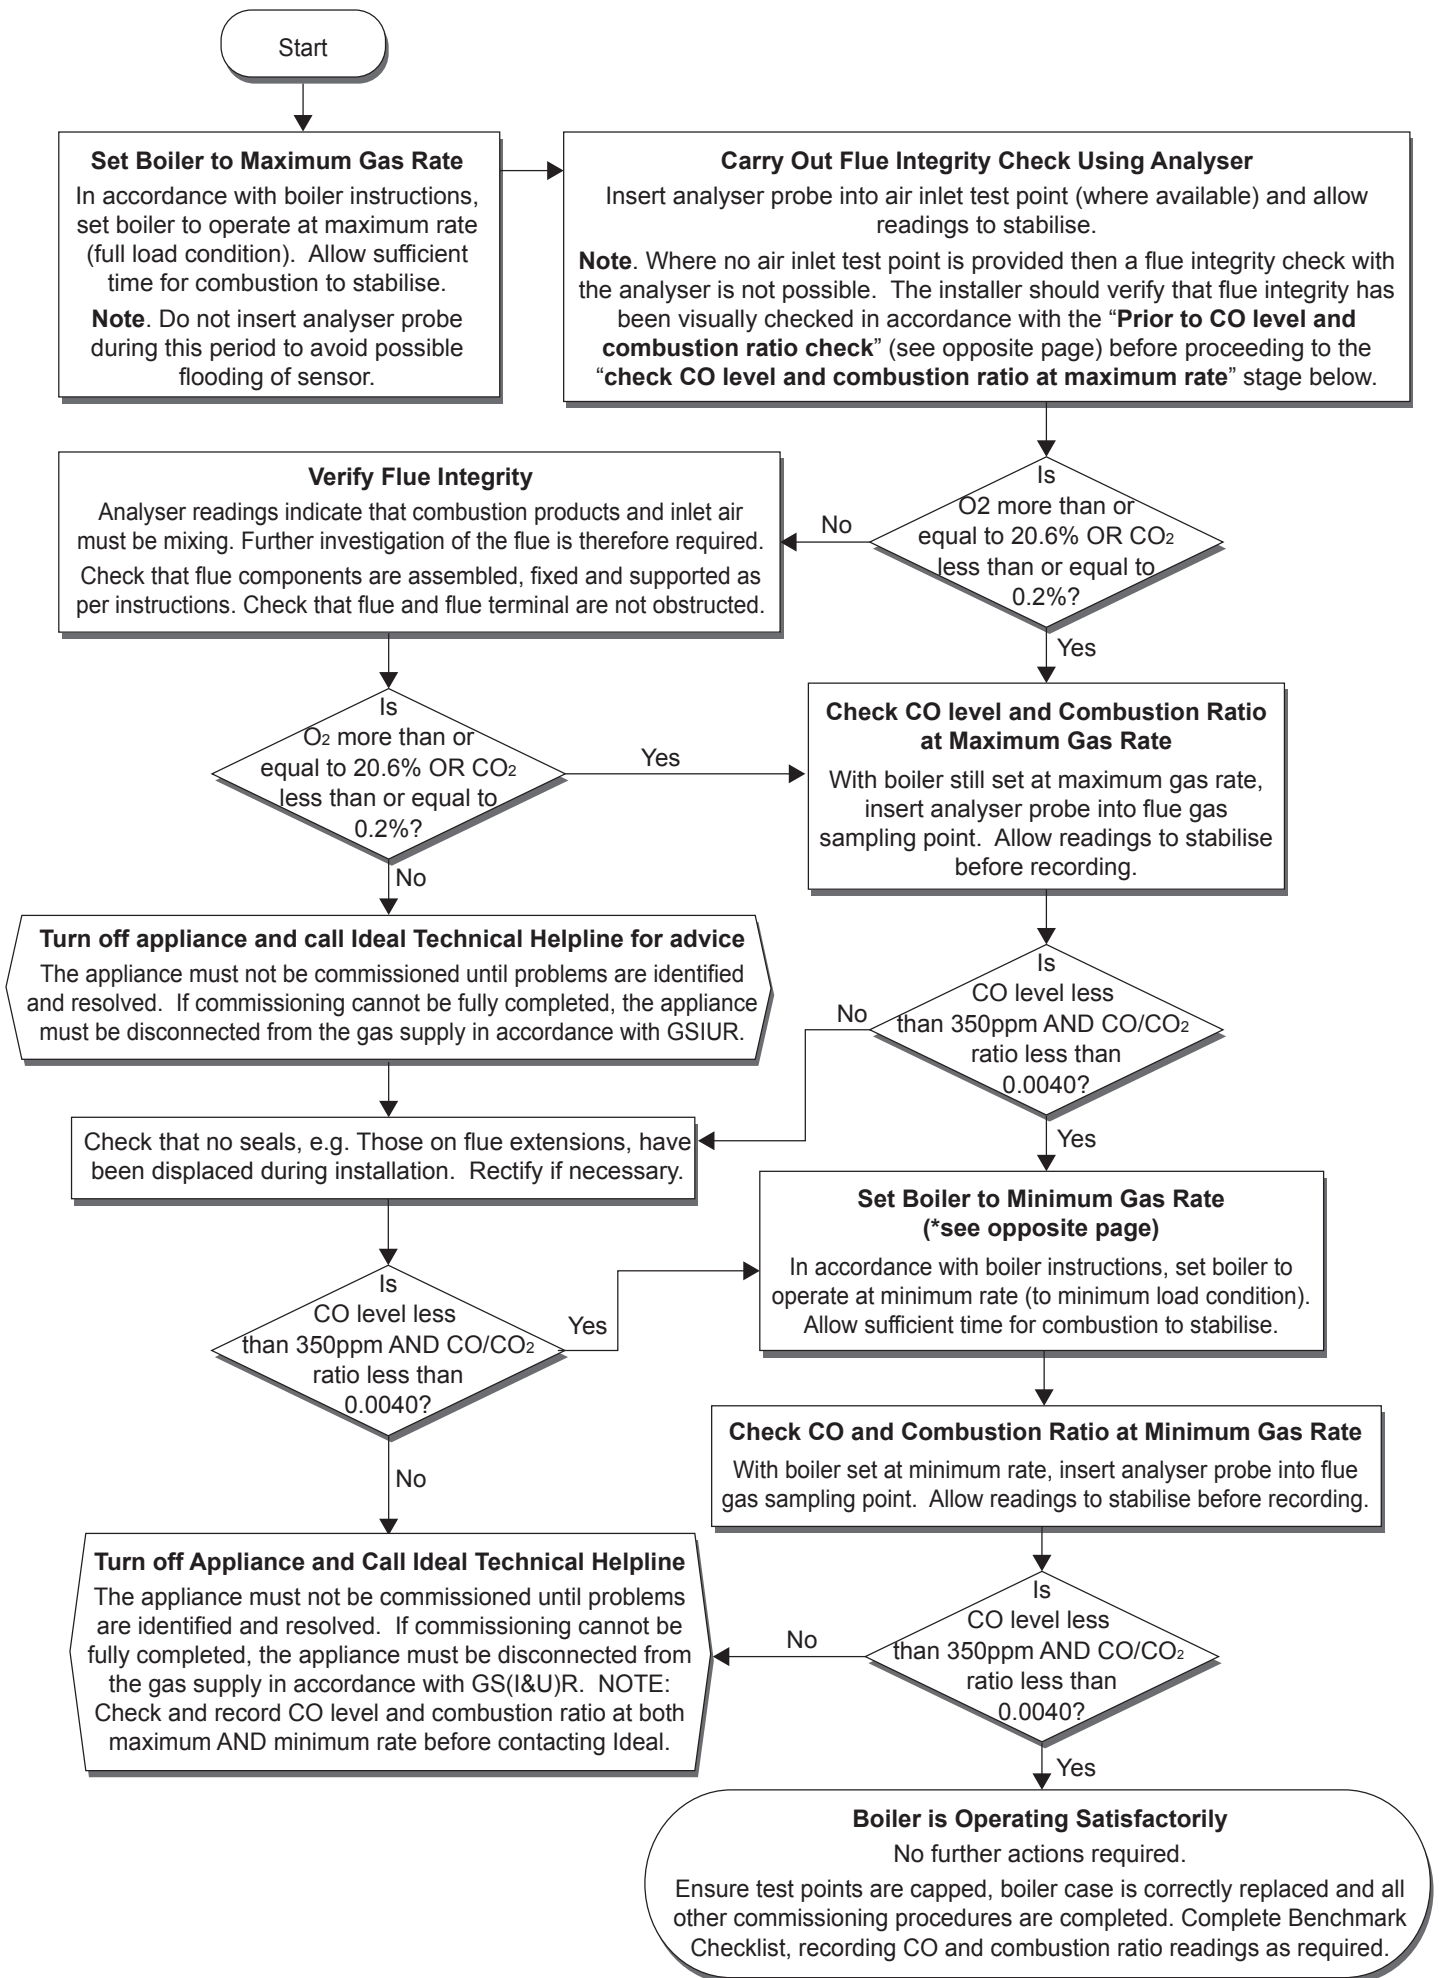 Start
Set Boiler to Maximum Gas Rate
In accordance with boiler instructions,
set boiler to operate at maximum rate
(full load condition).  Allow sufficient
time for combustion to stabilise.
Note. Do not insert analyser probe
during this period to avoid possible
flooding of sensor.
Carry Out Flue Integrity Check Using Analyser
Insert analyser probe into air inlet test point (where available) and allow
readings to stabilise.
Note. Where no air inlet test point is provided then a flue integrity check with
the analyser is not possible.  The installer should verify that flue integrity has
been visually checked in accordance with the “Prior to CO level and
combustion ratio check” (see opposite page) before proceeding to the
“check CO level and combustion ratio at maximum rate” stage below.
Is
O2 more than or
equal to 20.6% OR CO2
less than or equal to
0.2%?
No
Yes
Verify Flue Integrity
Analyser readings indicate that combustion products and inlet air
must be mixing. Further investigation of the flue is therefore required.
Check that flue components are assembled, fixed and supported as
per instructions. Check that flue and flue terminal are not obstructed.
Is
O2 more than or
equal to 20.6% OR CO2
less than or equal to
0.2%?
Yes
No
Check CO level and Combustion Ratio
at Maximum Gas Rate
With boiler still set at maximum gas rate,
insert analyser probe into flue gas
sampling point.  Allow readings to stabilise
before recording.
Turn off appliance and call Ideal Technical Helpline for advice
The appliance must not be commissioned until problems are identified
and resolved.  If commissioning cannot be fully completed, the appliance
must be disconnected from the gas supply in accordance with GSIUR.
Is
CO level less
than 350ppm AND CO/CO2
ratio less than
0.0040?
No
Yes
Check that no seals, e.g. Those on flue extensions, have
been displaced during installation.  Rectify if necessary.
Set Boiler to Minimum Gas Rate
(*see opposite page)
In accordance with boiler instructions, set boiler to
operate at minimum rate (to minimum load condition).
Allow sufficient time for combustion to stabilise.
Is
CO level less
than 350ppm AND CO/CO2
ratio less than
0.0040?
Yes
No
Check CO and Combustion Ratio at Minimum Gas Rate
With boiler set at minimum rate, insert analyser probe into flue
gas sampling point.  Allow readings to stabilise before recording.
Turn off Appliance and Call Ideal Technical Helpline
The appliance must not be commissioned until problems
are identified and resolved.  If commissioning cannot be
fully completed, the appliance must be disconnected from
the gas supply in accordance with GS(I&U)R.  NOTE:
Check and record CO level and combustion ratio at both
maximum AND minimum rate before contacting Ideal.
Is
CO level less
than 350ppm AND CO/CO2
ratio less than
0.0040?
No
Yes
Boiler is Operating Satisfactorily
No further actions required.
Ensure test points are capped, boiler case is correctly replaced and all
other commissioning procedures are completed. Complete Benchmark
Checklist, recording CO and combustion ratio readings as required.